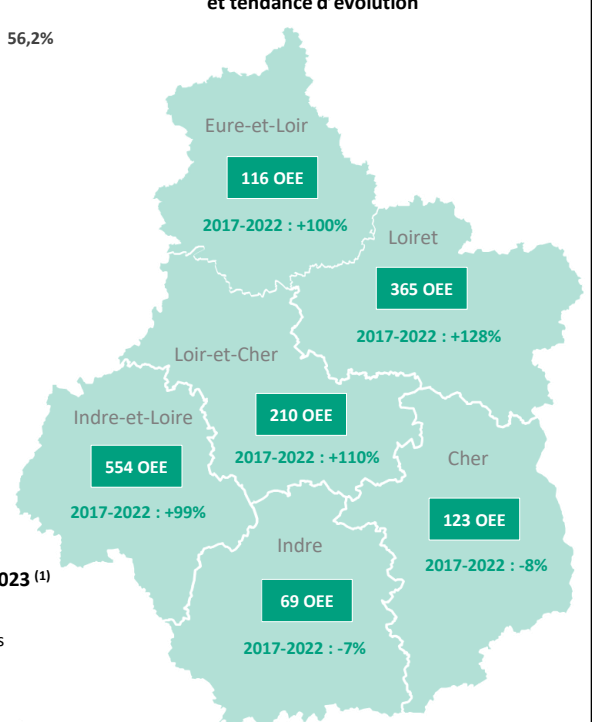 et tendance d'évolution
56,2%
Eure-et-Loir
116 OEE
2017-2022 : +100%
Loiret
365 OEE
2017-2022 : +128%
Loir-et-Cher
210 OEE
2017-2022 : +110%
Indre-et-Loire
554 OEE
2017-2022 : +99%
Cher
123 OEE
2017-2022 : -8%
Indre
69 OEE
2017-2022 : -7%
023 (1)
s